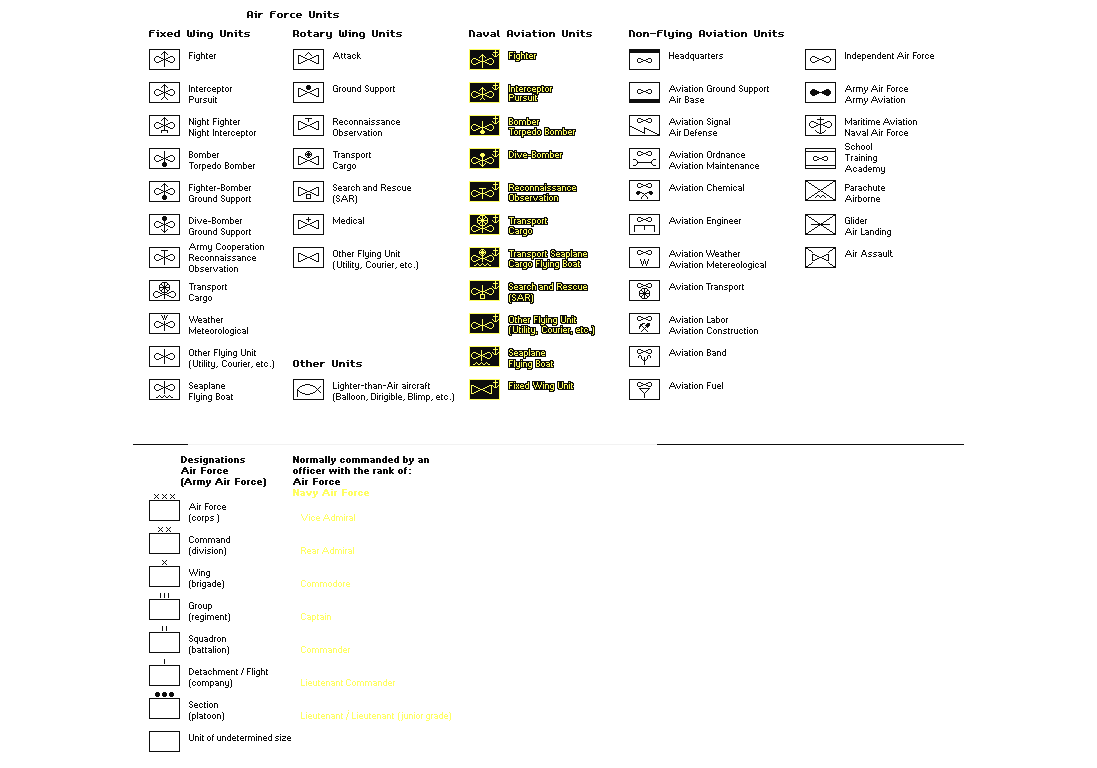 Air Force Units
Fixed Wing Units
Fighter
Interceptor
Pursuit
Night Fighter
Night Interceptor
Bomber
Torpedo Bomber
Fighter-Bomber
Ground Support
Dive-Bomber
Ground Support
Army Cooperation
Reconnaissance
Observation
Transport
Cargo
Weather
Meteorological
Other Flying Unit
(Utility, Courier, etc.)
Seaplane
Flying Boat
Rotary Wing Units
Attack
Ground Support
Reconnaissance
Observation
Transport
Cargo
Search and Rescue
(SAR)
Medical
Other Flying Unit
(Utility, Courier, etc.)
Other Units
Lighter-than-Air aircraft
(Balloon, Dirigible, Blimp, etc.)
Naval Aviation Units
Fighter
Interceptor
Pursuit
Bomber
Torpedo Bomber
Dive-Bomber
Reconnaissance
Observation
Transport
Cargo
Transport Seaplane
Cargo Flying Boat
Search and Rescue
(SAR)
Other Flying Unit
(Utility, Courier, etc.)
Seaplane
Flying Boat
Fixed Wing Unit
Non-flying Aviation Units
Headquarters
Aviation Ground Support
Air Base
Aviation Signal
Air Defense
Aviation Ordnance
Aviation Maintenance
Aviation Chemical
Aviation Engineer
Aviation Weather
Aviation Metereological
W
Aviation Transport
Aviation Labor
Aviation Construction
Aviation Band
Aviation Fuel
Independent Air Force
Army Air Force
Army Aviation
Maritime Aviation
Naval Air Force
School
Training
Academy
Parachute
Airborne
Glider
Air Landing
Air Assault
Designations
Air Force
(Army Air Force)
XXX
Air Force
(corps )
XX
Command
(division)
X
Wing
(brigade)
III
Group
(regiment)
II
Squadron
(battalion)
I
Detachment / Flight
(company)
Section
(platoon)
Unit of undetermined size
Normally commanded by an
officer with the rank of:
Air Force
Navy Air Force
Vice Admiral
Rear Admiral
Commodore
Captain
Commander
Lieutenant Commander
Lieutenant / Lieutenant (junior grade)